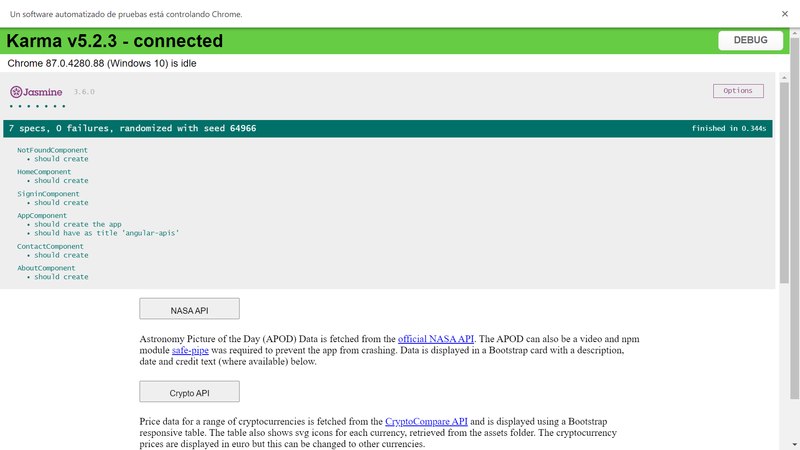 Un software automatizado de pruebas está controlando Chrome.
Karma v5.2.3 - connected
DEBUG
Chrome 87.0.4280.88 (Windows 10) is idle
Jasmine 3.6.0
Options
7 specs, 0 failures, randomized with seed 64966
finished in 0.344s
NotFoundComponent
• should create
HomeComponent
• should create
SigninComponent
• should create
AppComponent
• should create the app
• should have as title 'angular-apis'
ContactComponent
• should create
AboutComponent
• should create
NASA API
Astronomy Picture of the Day (APOD) Data is fetched from the official NASA API. The APOD can also be a video and npm
module safe-pipe was required to prevent the app from crashing. Data is displayed in a Bootstrap card with a description,
date and credit text (where available) below.
Crypto API
Price data for a range of cryptocurrencies is fetched from the CryptoCompare API and is displayed using a Bootstrap
responsive table. The table also shows svg icons for each currency, retrieved from the assets folder. The cryptocurrency
prices are displayed in euro but this can be changed to other currencies.